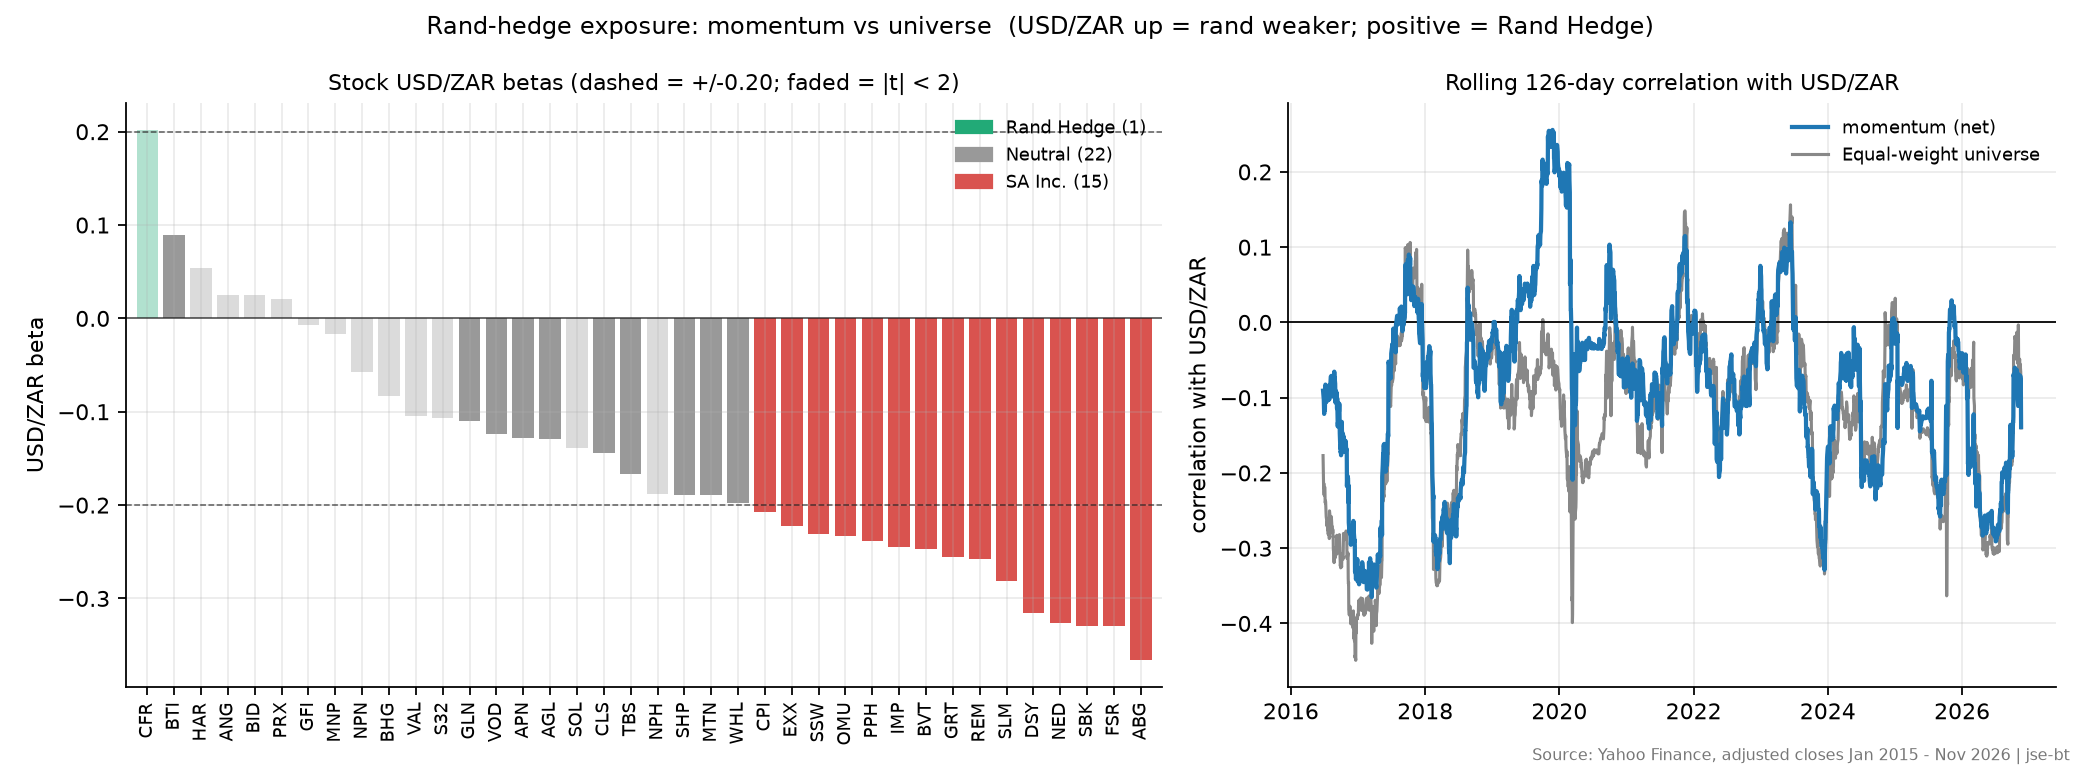 Rand-hedge exposure: momentum vs universe  (USD/ZAR up = rand weaker; positive = Rand Hedge)
Stock USD/ZAR betas (dashed = +/-0.20; faded = |t| < 2)
Rand Hedge (1)
Neutral (22)
SA Inc. (15)
USD/ZAR beta
0.2
0.1
0.0
−0.1
−0.2
−0.3
CFR
BTI
HAR
ANG
BID
PRX
GFI
MNP
NPN
BHG
VAL
S32
GLN
VOD
APN
AGL
SOL
CLS
TBS
NPH
SHP
MTN
WHL
CPI
EXX
SSW
OMU
PPH
IMP
BVT
GRT
REM
SLM
DSY
NED
SBK
FSR
ABG
Rolling 126-day correlation with USD/ZAR
momentum (net)
Equal-weight universe
correlation with USD/ZAR
0.2
0.1
0.0
−0.1
−0.2
−0.3
−0.4
2016
2018
2020
2022
2024
2026
Source: Yahoo Finance, adjusted closes Jan 2015 - Nov 2026 | jse-bt